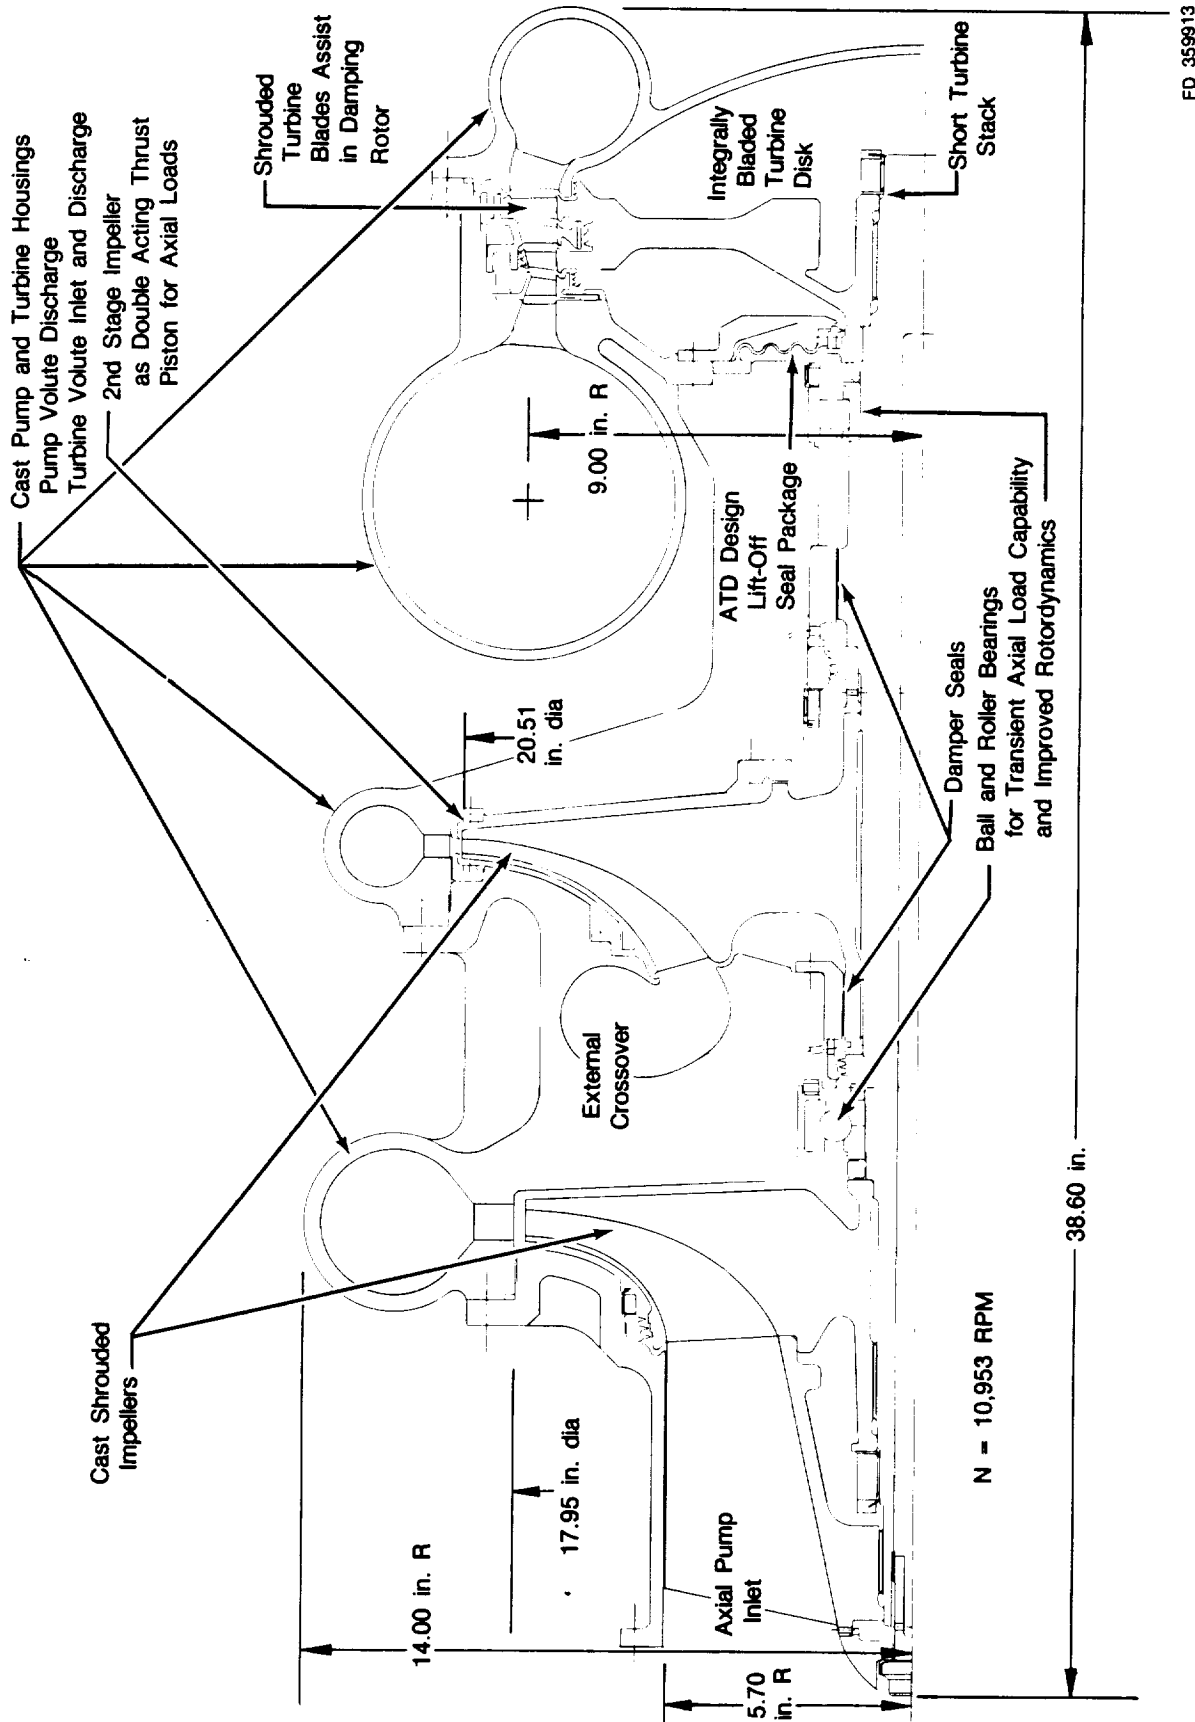 Cast Pump and Turbine Housings
Pump Volute Discharge
Turbine Volute Inlet and Discharge
2nd Stage Impeller
as Double Acting Thrust
Piston for Axial Loads
Cast Shrouded
Impellers
Shrouded
Turbine
Blades Assist
in Damping
Rotor
14.00 in. R
17.95 in. dia
20.51
in. dia
9.00 in. R
Integrally
Bladed
Turbine
Disk
External
Crossover
ATD Design
Lift-Off
Seal Package
Axial Pump
Inlet
5.70
in. R
Short Turbine
Stack
Damper Seals
Ball and Roller Bearings
for Transient Axial Load Capability
and Improved Rotordynamics
N = 10,953 RPM
38.60 in.
FD 359913